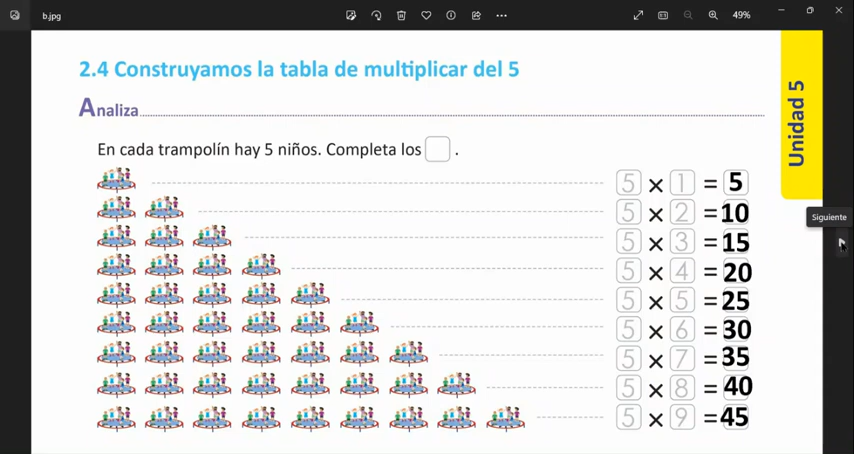 b.jpg
49%
2.4 Construyamos la tabla de multiplicar del 5
Analiza
Unidad 5
En cada trampolín hay 5 niños. Completa los .
5 × 1 = 5
5 × 2 = 10
Siguiente
5 × 3 = 15
5 × 4 = 20
5 × 5 = 25
5 × 6 = 30
5 × 7 = 35
5 × 8 = 40
5 × 9 = 45